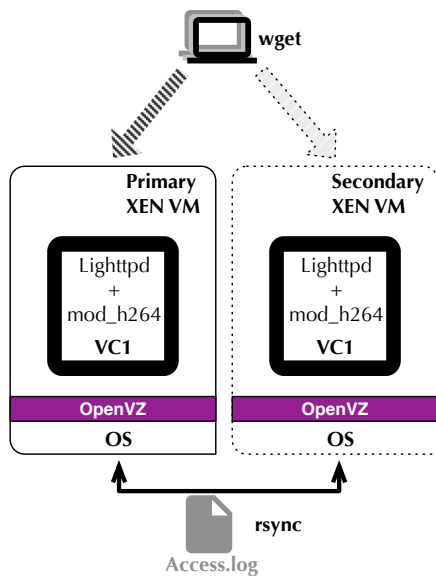 wget
Primary
XEN VM
Lighttpd
+
mod_h264
VC1
OpenVZ
OS
Secondary
XEN VM
Lighttpd
+
mod_h264
VC1
OpenVZ
OS
rsync
Access.log